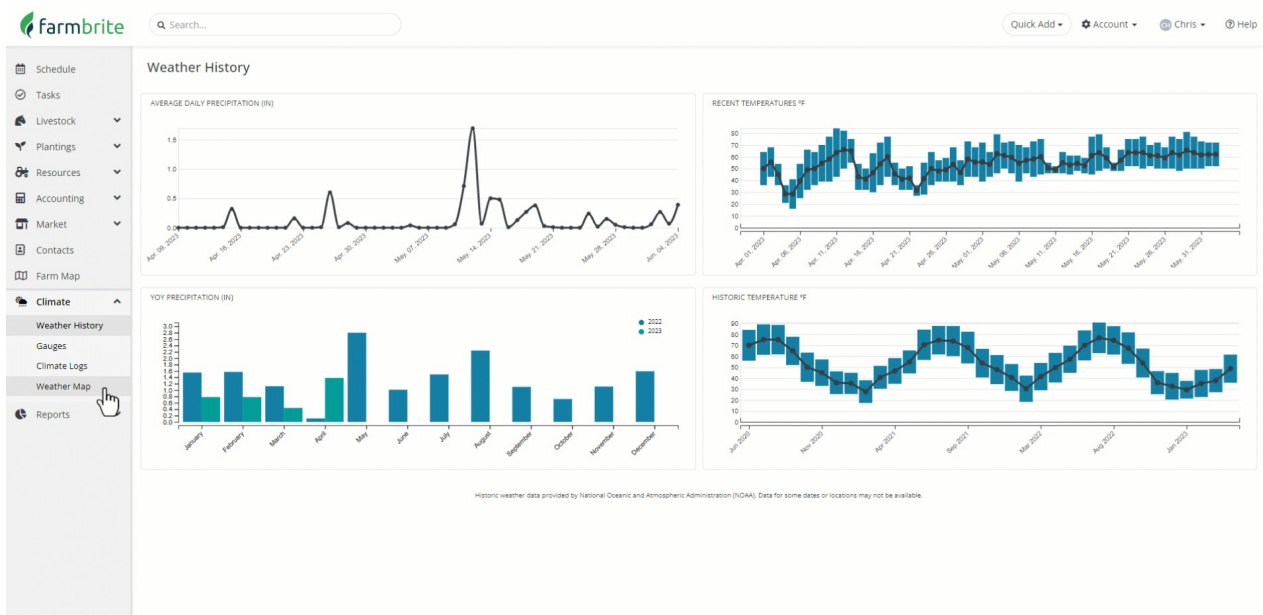 farmbrite
Search...
Quick Add
Account
Chris
Help
Schedule
Tasks
Livestock
Plantings
Resources
Accounting
Market
Contacts
Farm Map
Climate
Weather History
Gauges
Climate Logs
Weather Map
Reports
Weather History
AVERAGE DAILY PRECIPITATION (IN)
1.5
1.0
0.5
0.0
Apr. 09, 2023
Apr. 16, 2023
Apr. 23, 2023
Apr. 30, 2023
May. 07, 2023
May. 14, 2023
May. 21, 2023
May. 28, 2023
Jun. 04, 2023
RECENT TEMPERATURES ºF
80
70
60
50
40
30
20
10
0
Apr. 01, 2023
Apr. 06, 2023
Apr. 11, 2023
Apr. 16, 2023
Apr. 21, 2023
Apr. 26, 2023
May. 01, 2023
May. 06, 2023
May. 11, 2023
May. 16, 2023
May. 21, 2023
May. 26, 2023
May. 31, 2023
YOY PRECIPITATION (IN)
2022
2023
3.0
2.8
2.6
2.4
2.2
2.0
1.8
1.6
1.4
1.2
1.0
0.8
0.6
0.4
0.2
0.0
January
February
March
April
May
June
July
August
September
October
November
December
HISTORIC TEMPERATURE ºF
90
80
70
60
50
40
30
20
10
0
Jun 2020
Nov 2020
Apr 2021
Sep 2021
Mar 2022
Aug 2022
Jan 2023
Historic weather data provided by National Oceanic and Atmospheric Administration (NOAA). Data for some dates or locations may not be available.